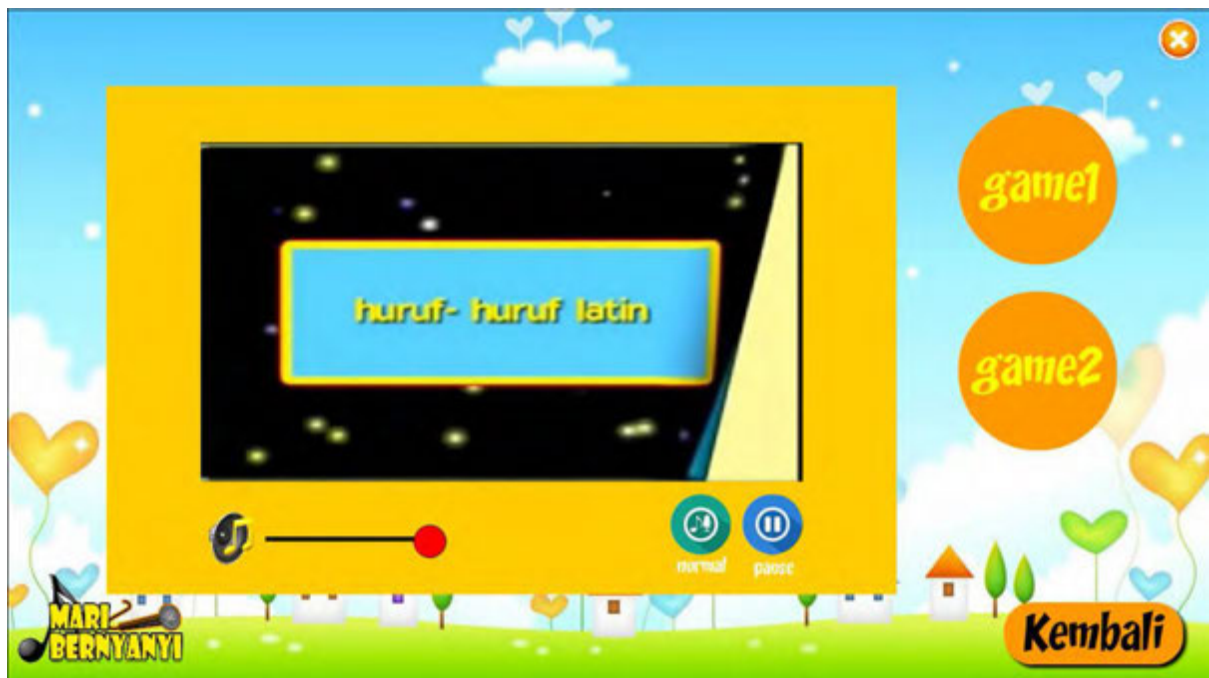 game1
huruf- huruf latin
game2
normal pause
MARI
BERNYANYI
Kembali